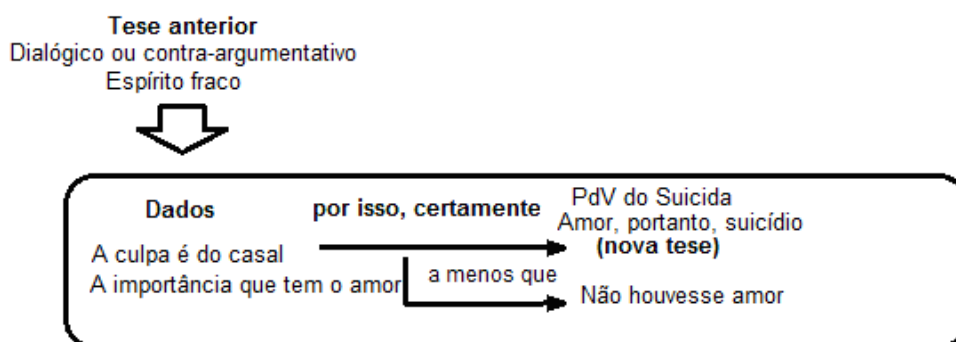 Tese anterior
Dialógico ou contra-argumentativo
Espírito fraco
Dados
por isso, certamente
PdV do Suicida
Amor, portanto, suicídio
(nova tese)
A culpa é do casal
A importância que tem o amor
a menos que
Não houvesse amor